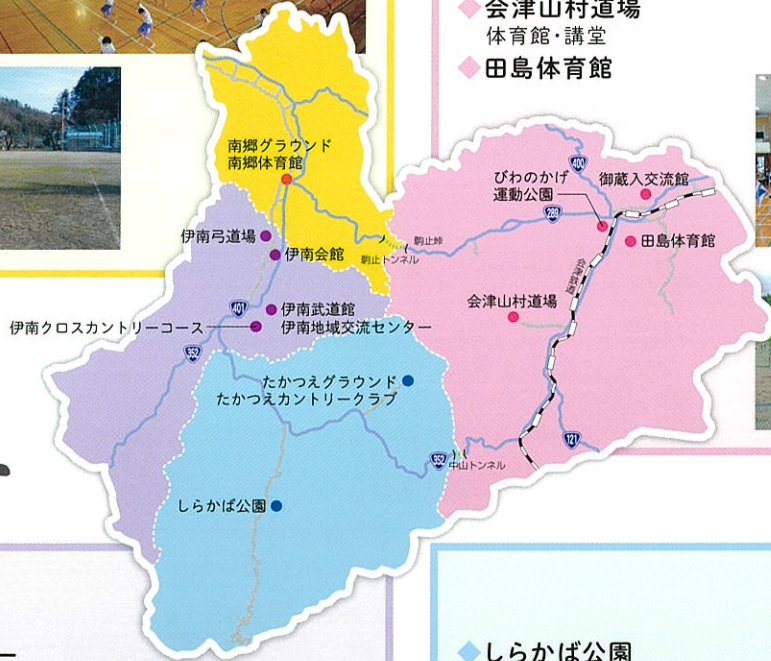 ◆会津山村道場
体育館・講堂
◆田島体育館
南郷グラウンド
南郷体育館
伊南弓道場
伊南会館
駒止トンネル
駒止峠
289
400
びわのかげ
運動公園
御蔵入交流館
田島体育館
会津鉄道
会津山村道場
401
伊南武道館
伊南クロスカントリーコース
伊南地域交流センター
352
たかつえグラウンド
たかつえカントリークラブ
352
中山トンネル
121
しらかば公園
◆しらかば公園